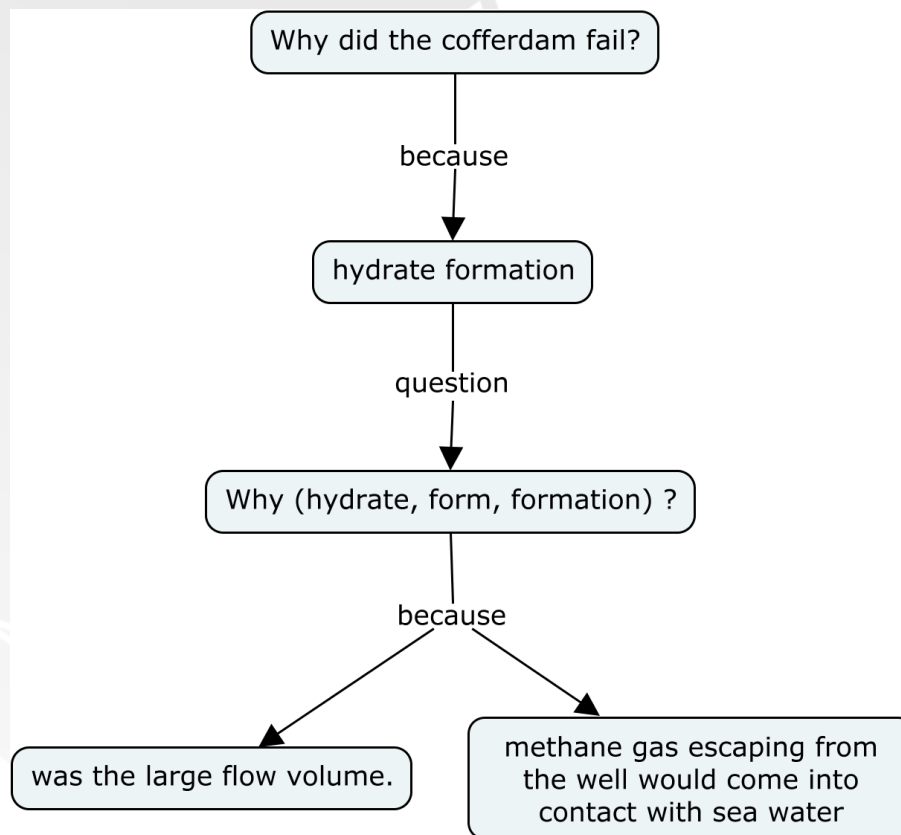 Why did the cofferdam fail?
because
hydrate formation
question
Why (hydrate, form, formation) ?
because
was the large flow volume.
methane gas escaping from
the well would come into
contact with sea water